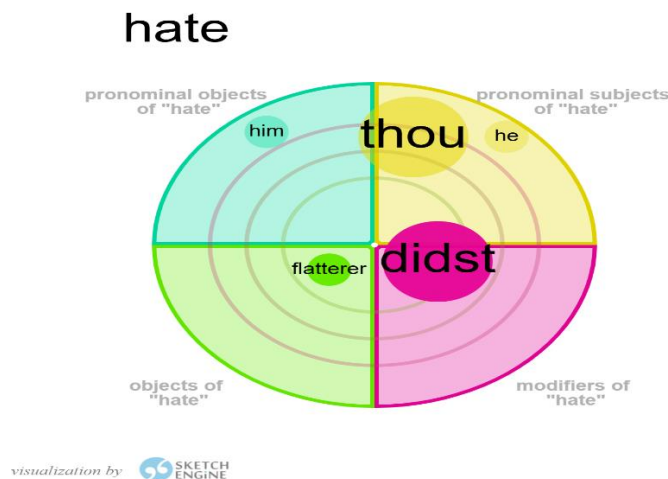 hate
pronominal objects
of "hate"
pronominal subjects
of "hate"
him
thou
he
flatterer
didst
objects of
"hate"
modifiers of
"hate"
visualization by
SKETCH
ENGINE